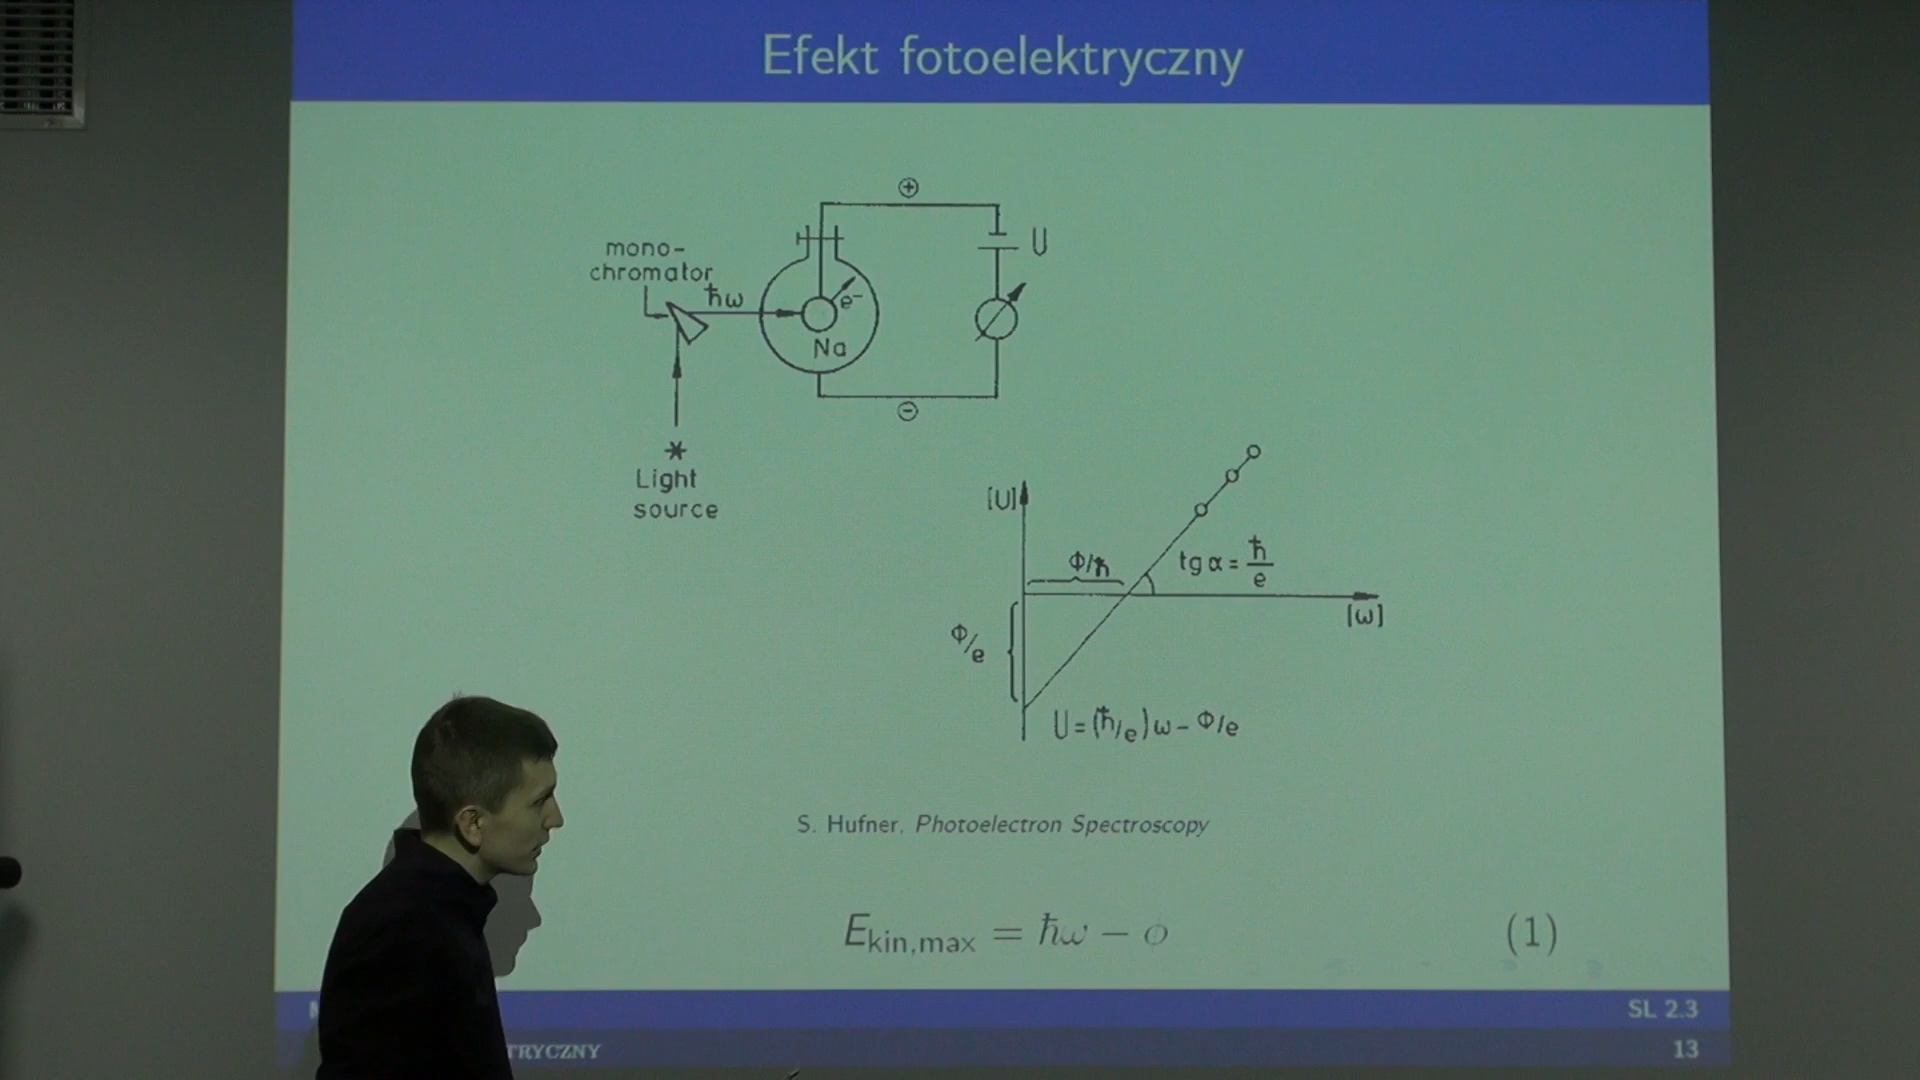 Efekt fotoelektryczny
⊕
U
mono-
chromator
ħω
e⁻
Na
⊖
Light
source
[U]
Φ/ħ
tg α = ħ/e
[ω]
Φ/e
U = (ħ/e)ω - Φ/e
S. Hufner, Photoelectron Spectroscopy
E_kin,max = ħω − ϕ (1)
SL 2.3
13